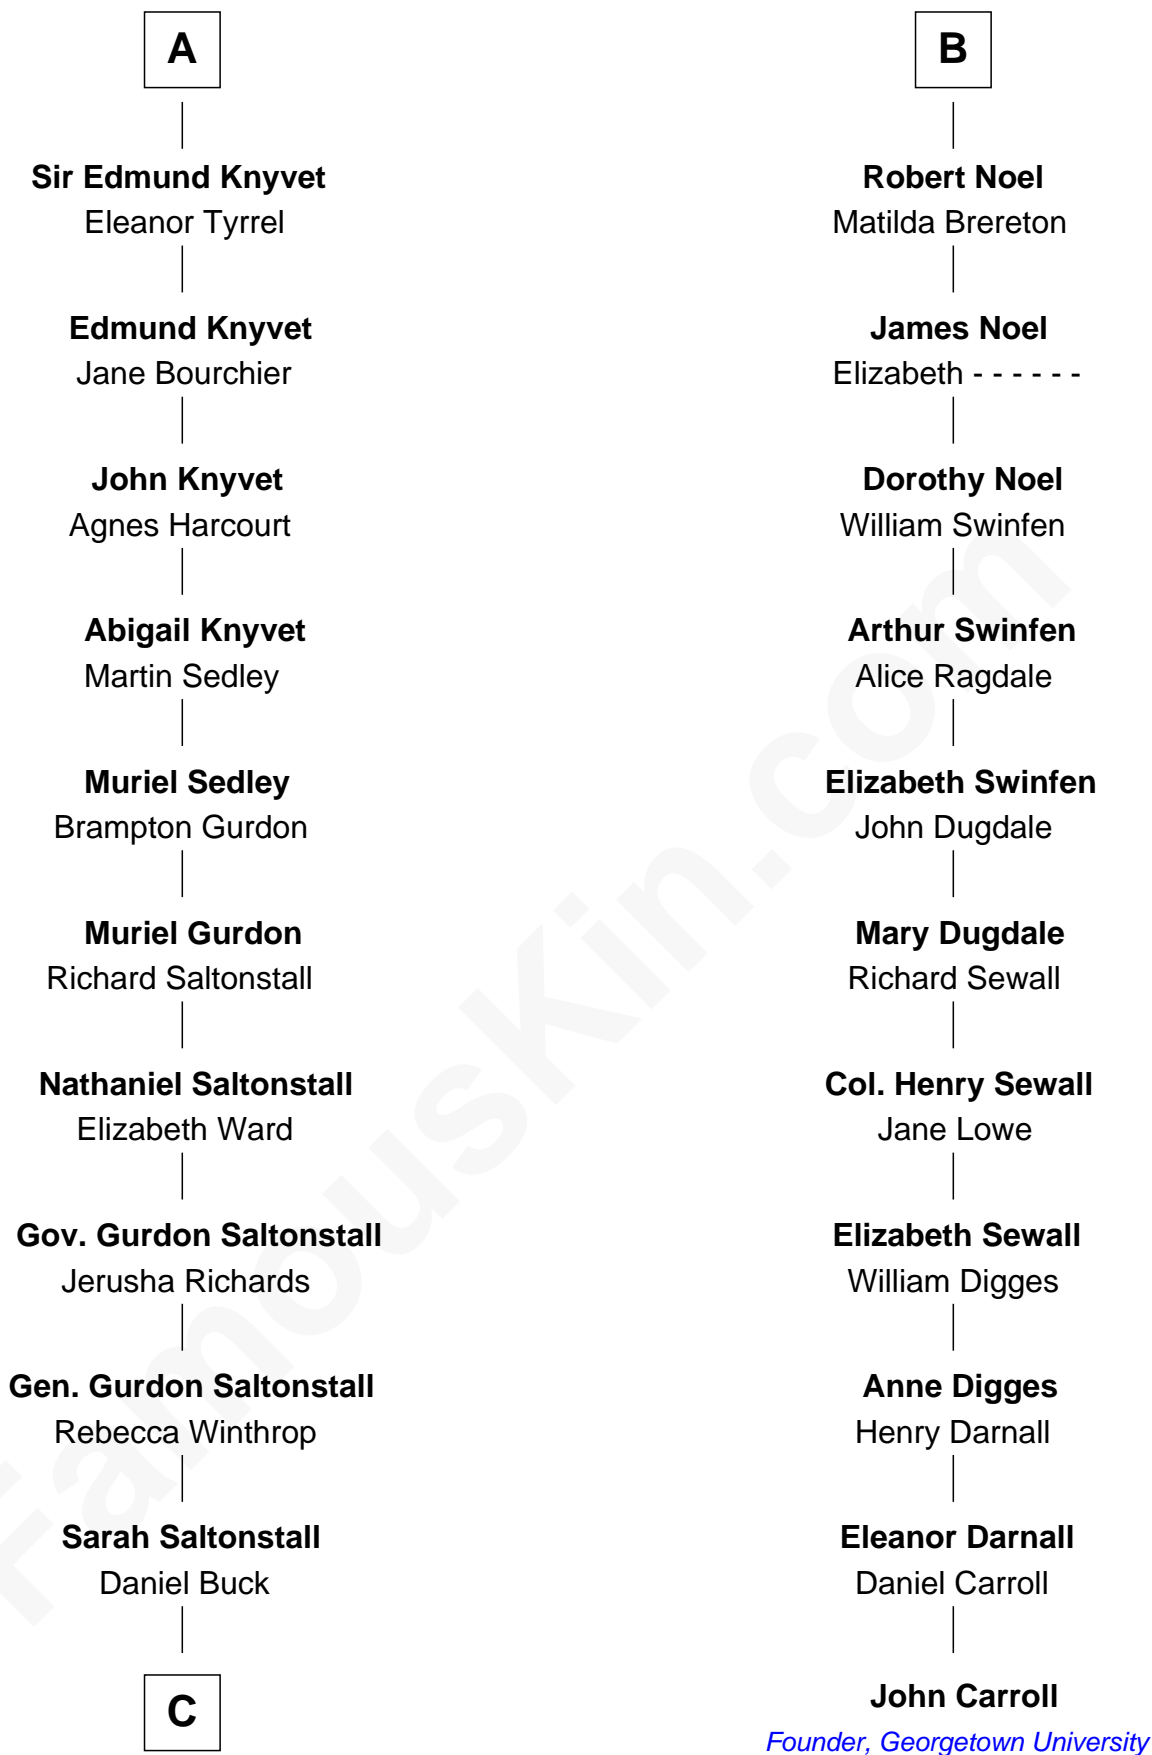 A
Sir Edmund Knyvet
Eleanor Tyrrel
Edmund Knyvet
Jane Bourchier
John Knyvet
Agnes Harcourt
Abigail Knyvet
Martin Sedley
Muriel Sedley
Brampton Gurdon
Muriel Gurdon
Richard Saltonstall
Nathaniel Saltonstall
Elizabeth Ward
Gov. Gurdon Saltonstall
Jerusha Richards
Gen. Gurdon Saltonstall
Rebecca Winthrop
Sarah Saltonstall
Daniel Buck
C
B
Robert Noel
Matilda Brereton
James Noel
Elizabeth - - - - - -
Dorothy Noel
William Swinfen
Arthur Swinfen
Alice Ragdale
Elizabeth Swinfen
John Dugdale
Mary Dugdale
Richard Sewall
Col. Henry Sewall
Jane Lowe
Elizabeth Sewall
William Digges
Anne Digges
Henry Darnall
Eleanor Darnall
Daniel Carroll
John Carroll
Founder, Georgetown University
FamousKin.com